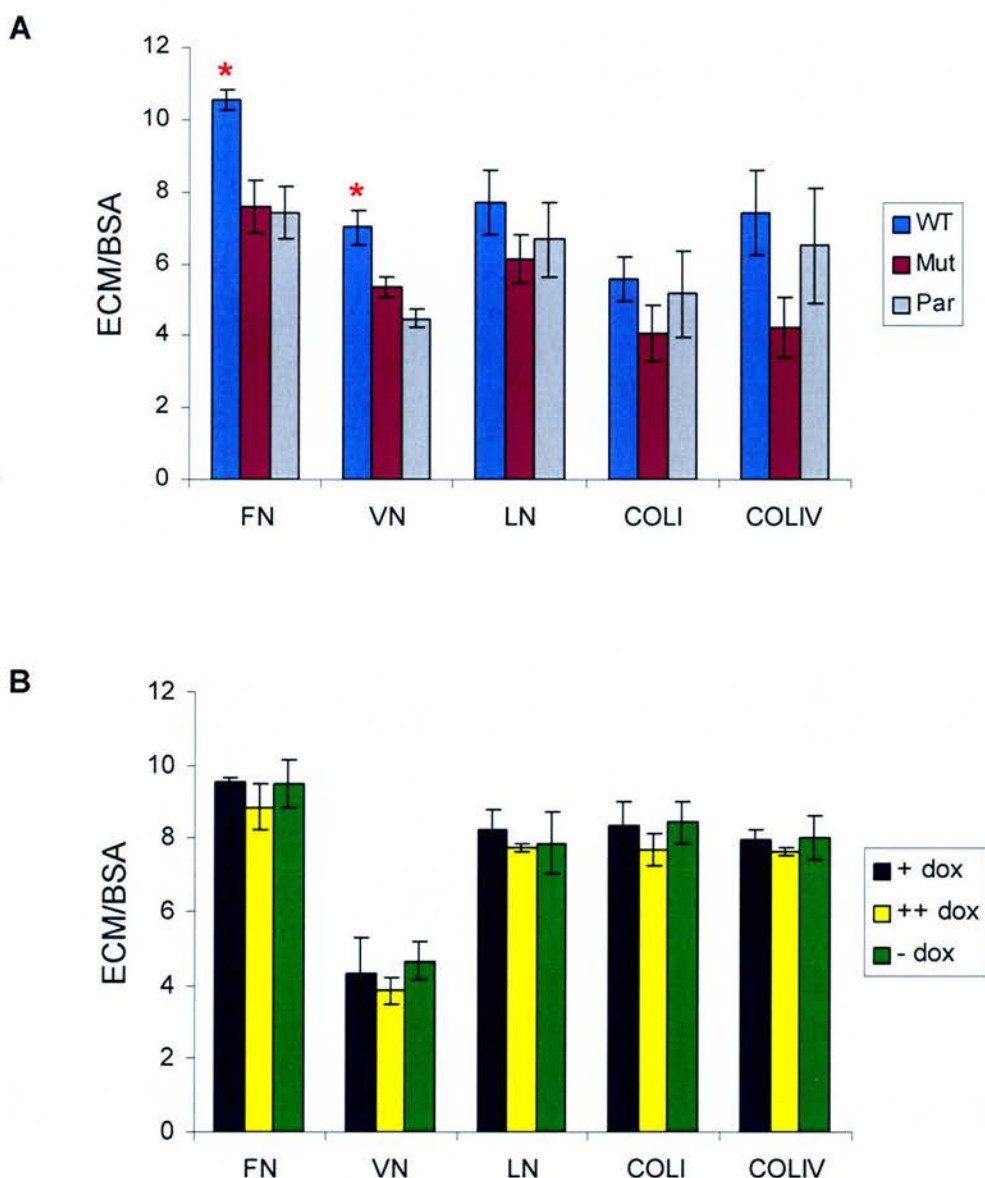 A
12
10
8
6
4
2
0
ECM/BSA
*
*
FN VN LN COLI COLIV
WT
Mut
Par
B
12
10
8
6
4
2
0
ECM/BSA
FN VN LN COLI COLIV
+ dox
++ dox
- dox